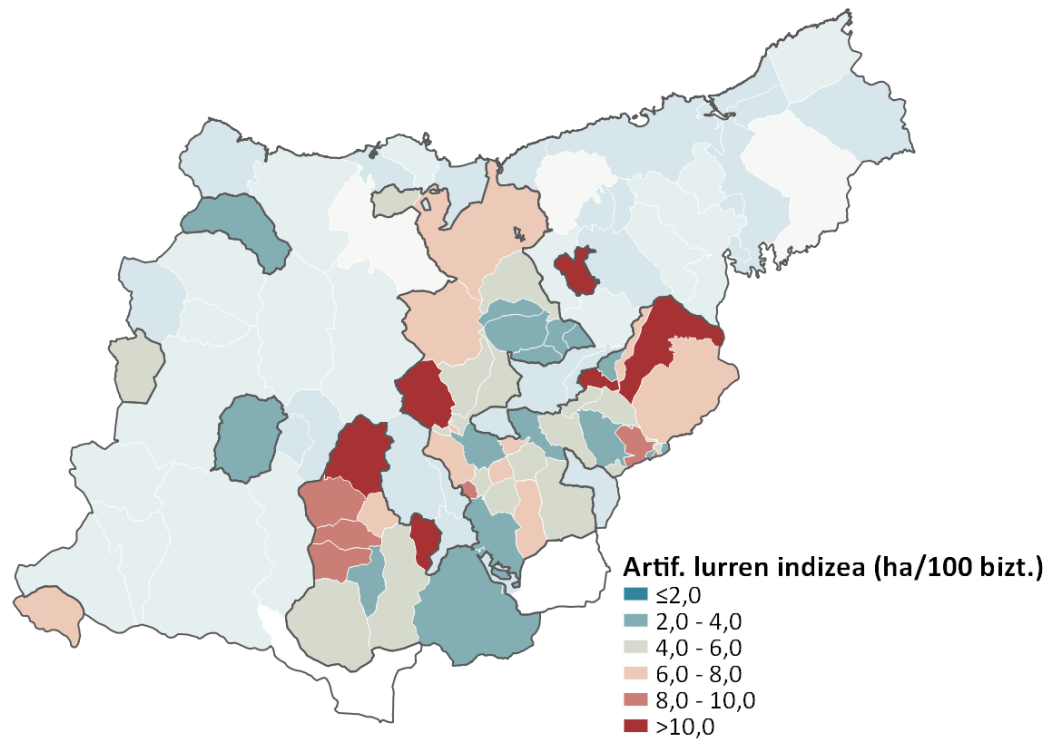 Artif. lurren indizea (ha/100 bizt.)
≤2,0
2,0 - 4,0
4,0 - 6,0
6,0 - 8,0
8,0 - 10,0
>10,0